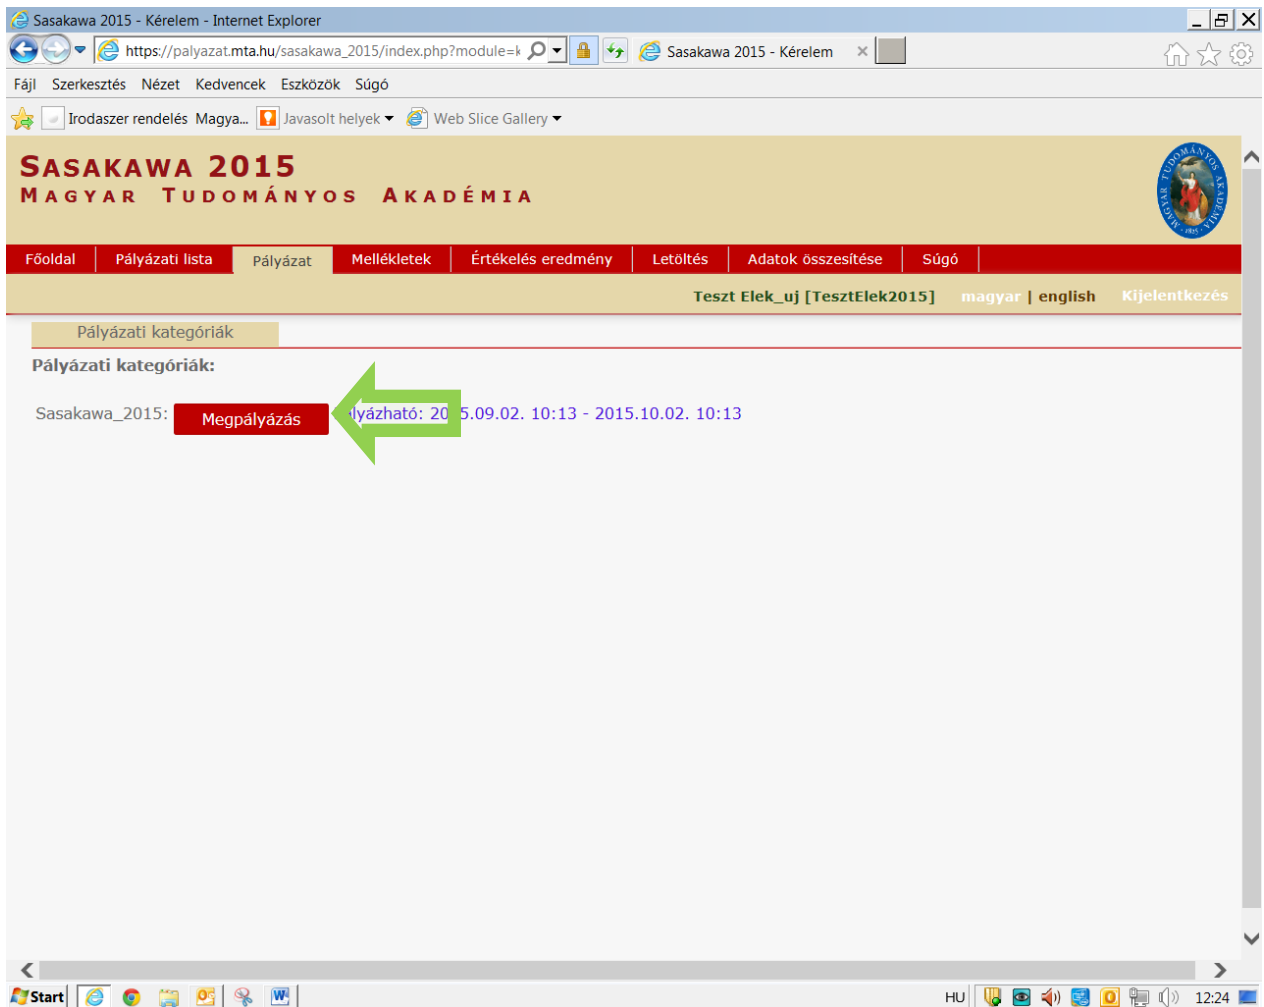 Sasakawa 2015 - Kérelem - Internet Explorer
https://palyazat.mta.hu/sasakawa_2015/index.php?module=k
Sasakawa 2015 - Kérelem
Fájl Szerkesztés Nézet Kedvencek Eszközök Súgó
Irodaszer rendelés Magya... Javasolt helyek Web Slice Gallery
SASAKAWA 2015
MAGYAR TUDOMÁNYOS AKADÉMIA
MAGYAR TUDOMÁNYOS AKADÉMIA
Főoldal Pályázati lista Pályázat Mellékletek Értékelés eredmény Letöltés Adatok összesítése Súgó
Teszt Elek_uj [TesztElek2015] magyar | english Kijelentkezés
Pályázati kategóriák
Pályázati kategóriák:
Sasakawa_2015: Megpályázás 5.09.02. 10:13 - 2015.10.02. 10:13
Start HU 12:24